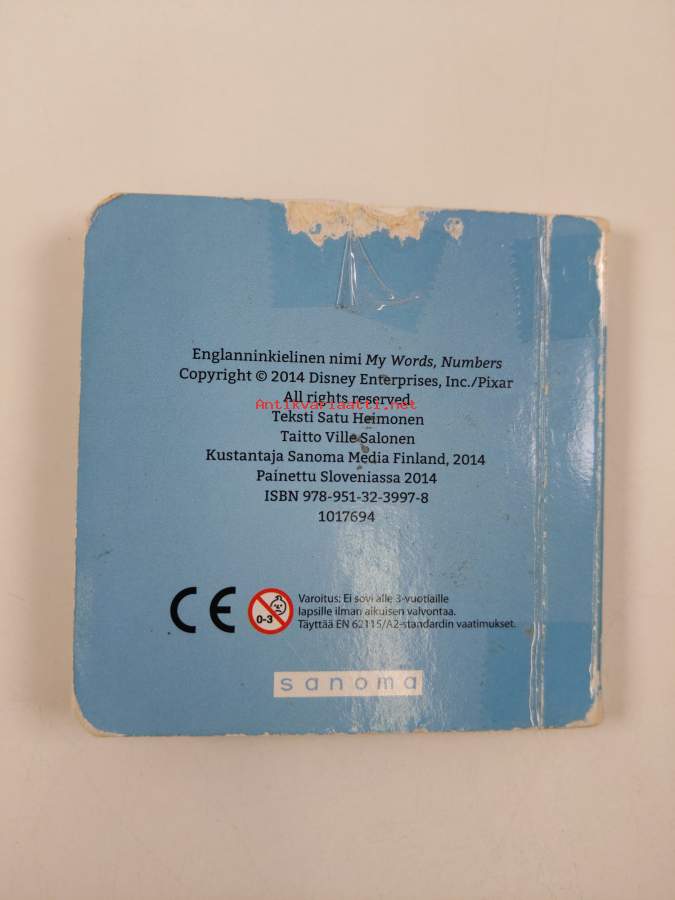 Englanninkielinen nimi My Words, Numbers
Copyright © 2014 Disney Enterprises, Inc./Pixar
All rights reserved
Antikvariaatti.net
Teksti Satu Heimonen
Taitto Ville Salonen
Kustantaja Sanoma Media Finland, 2014
Painettu Sloveniassa 2014
ISBN 978-951-32-3997-8
1017694
CE
0-3
Varoitus: Ei sovi alle 3-vuotiaille
lapsille ilman aikuisen valvontaa.
Täyttää EN 62115/A2-standardin vaatimukset.
sanoma